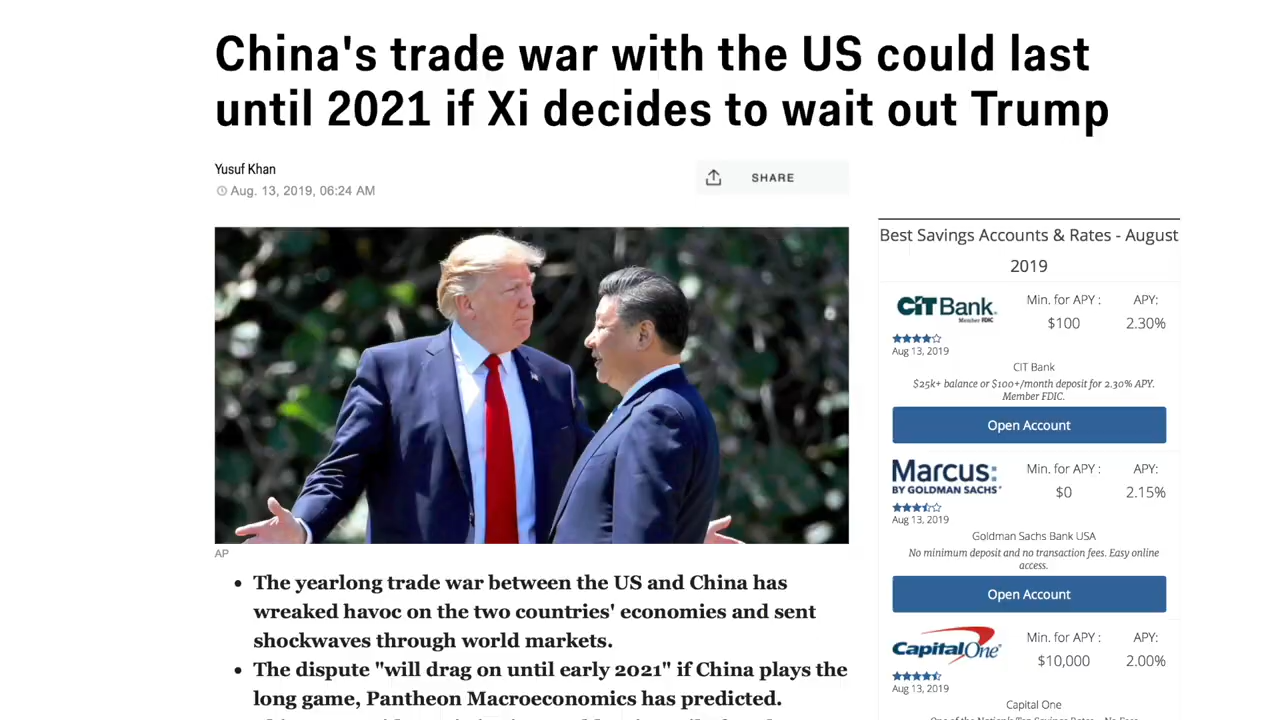 China's trade war with the US could last
until 2021 if Xi decides to wait out Trump
Yusuf Khan
Aug. 13, 2019, 06:24 AM
SHARE
AP
The yearlong trade war between the US and China has
wreaked havoc on the two countries' economies and sent
shockwaves through world markets.
The dispute "will drag on until early 2021" if China plays the
long game, Pantheon Macroeconomics has predicted.
Best Savings Accounts & Rates - August
2019
CIT Bank
Member FDIC
Min. for APY :
APY:
$100
2.30%
Aug 13, 2019
CIT Bank
$25k+ balance or $100+/month deposit for 2.30% APY.
Member FDIC.
Open Account
Marcus:
BY GOLDMAN SACHS
Min. for APY :
APY:
$0
2.15%
Aug 13, 2019
Goldman Sachs Bank USA
No minimum deposit and no transaction fees. Easy online
access.
Open Account
CapitalOne
Min. for APY :
APY:
$10,000
2.00%
Aug 13, 2019
Capital One